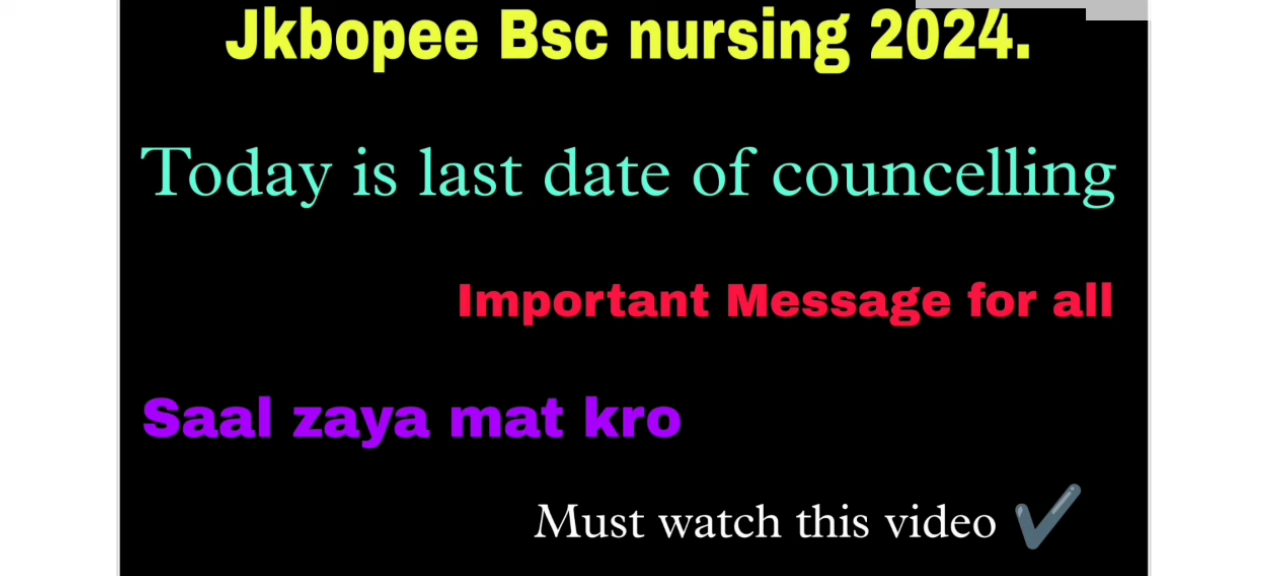 Jkbopee Bsc nursing 2024.
Today is last date of councelling
Important Message for all
Saal zaya mat kro
Must watch this video ✔️